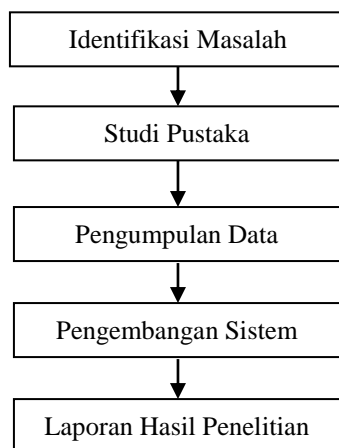 Identifikasi Masalah
Studi Pustaka
Pengumpulan Data
Pengembangan Sistem
Laporan Hasil Penelitian